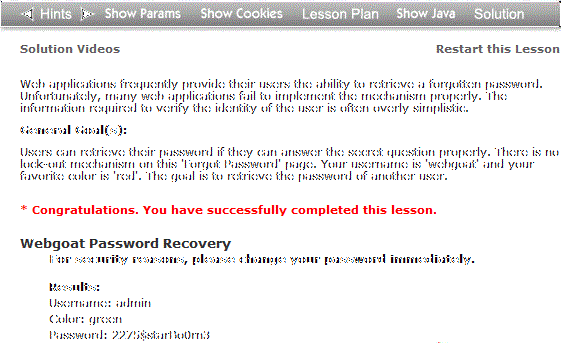 Hints Show Params Show Cookies Lesson Plan Show Java Solution
Solution Videos Restart this Lesson
Web applications frequently provide their users the ability to retrieve a forgotten password.
Unfortunately, many web applications fail to implement the mechanism properly. The
information required to verify the identity of the user is often overly simplistic.
General Goal(s):
Users can retrieve their password if they can answer the secret question properly. There is no
lock-out mechanism on this 'Forgot Password' page. Your username is 'webgoat' and your
favorite color is 'red'. The goal is to retrieve the password of another user.
* Congratulations. You have successfully completed this lesson.
Webgoat Password Recovery
For security reasons, please change your password immediately.
Results:
Username: admin
Color: green
Password: 2275$starBo0rn3